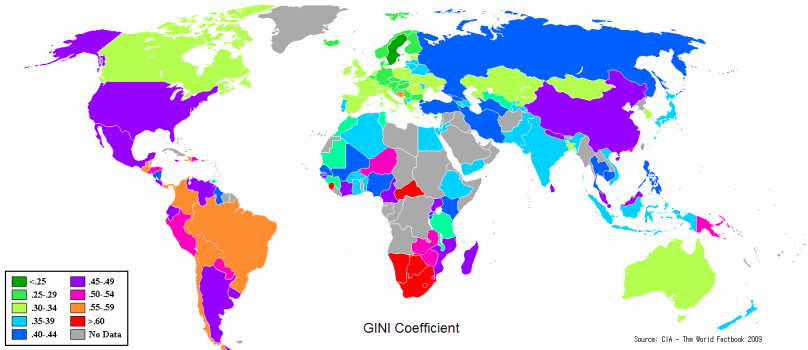 <.25 .45-.49
.25-.29 .50-.54
.30-.34 .55-.59
.35-.39 >.60
.40-.44 No Data
GINI Coefficient
Source: CIA - The World Factbook 2009